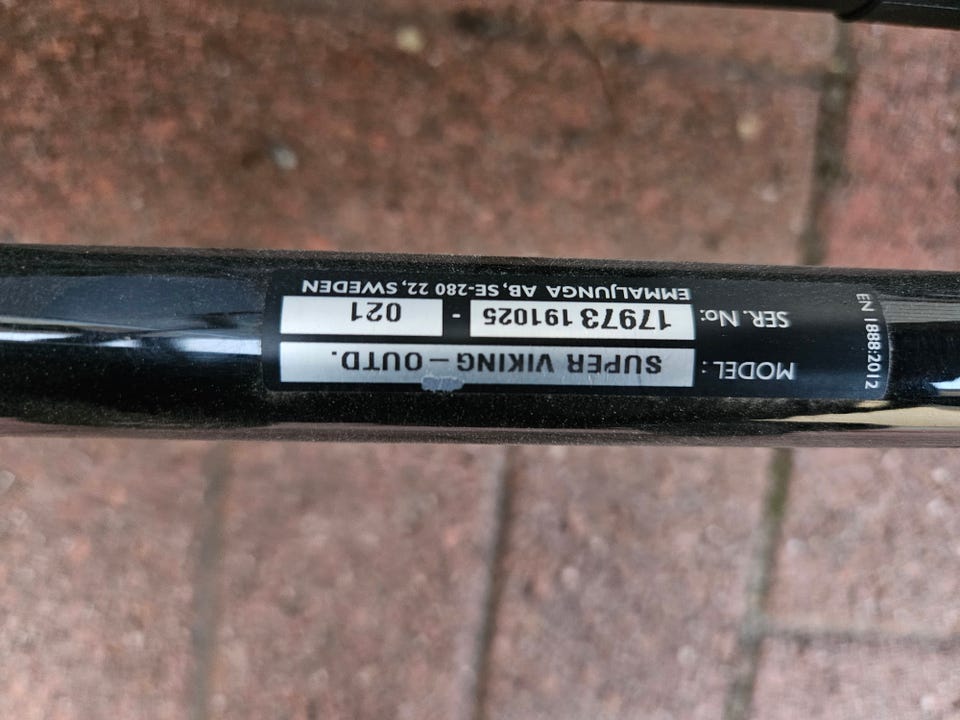 EN 1888:2012
MODEL: SUPER VIKING – OUTD.
SER. No: 17973 191025 - 021
EMMALJUNGA AB, SE-280 22, SWEDEN